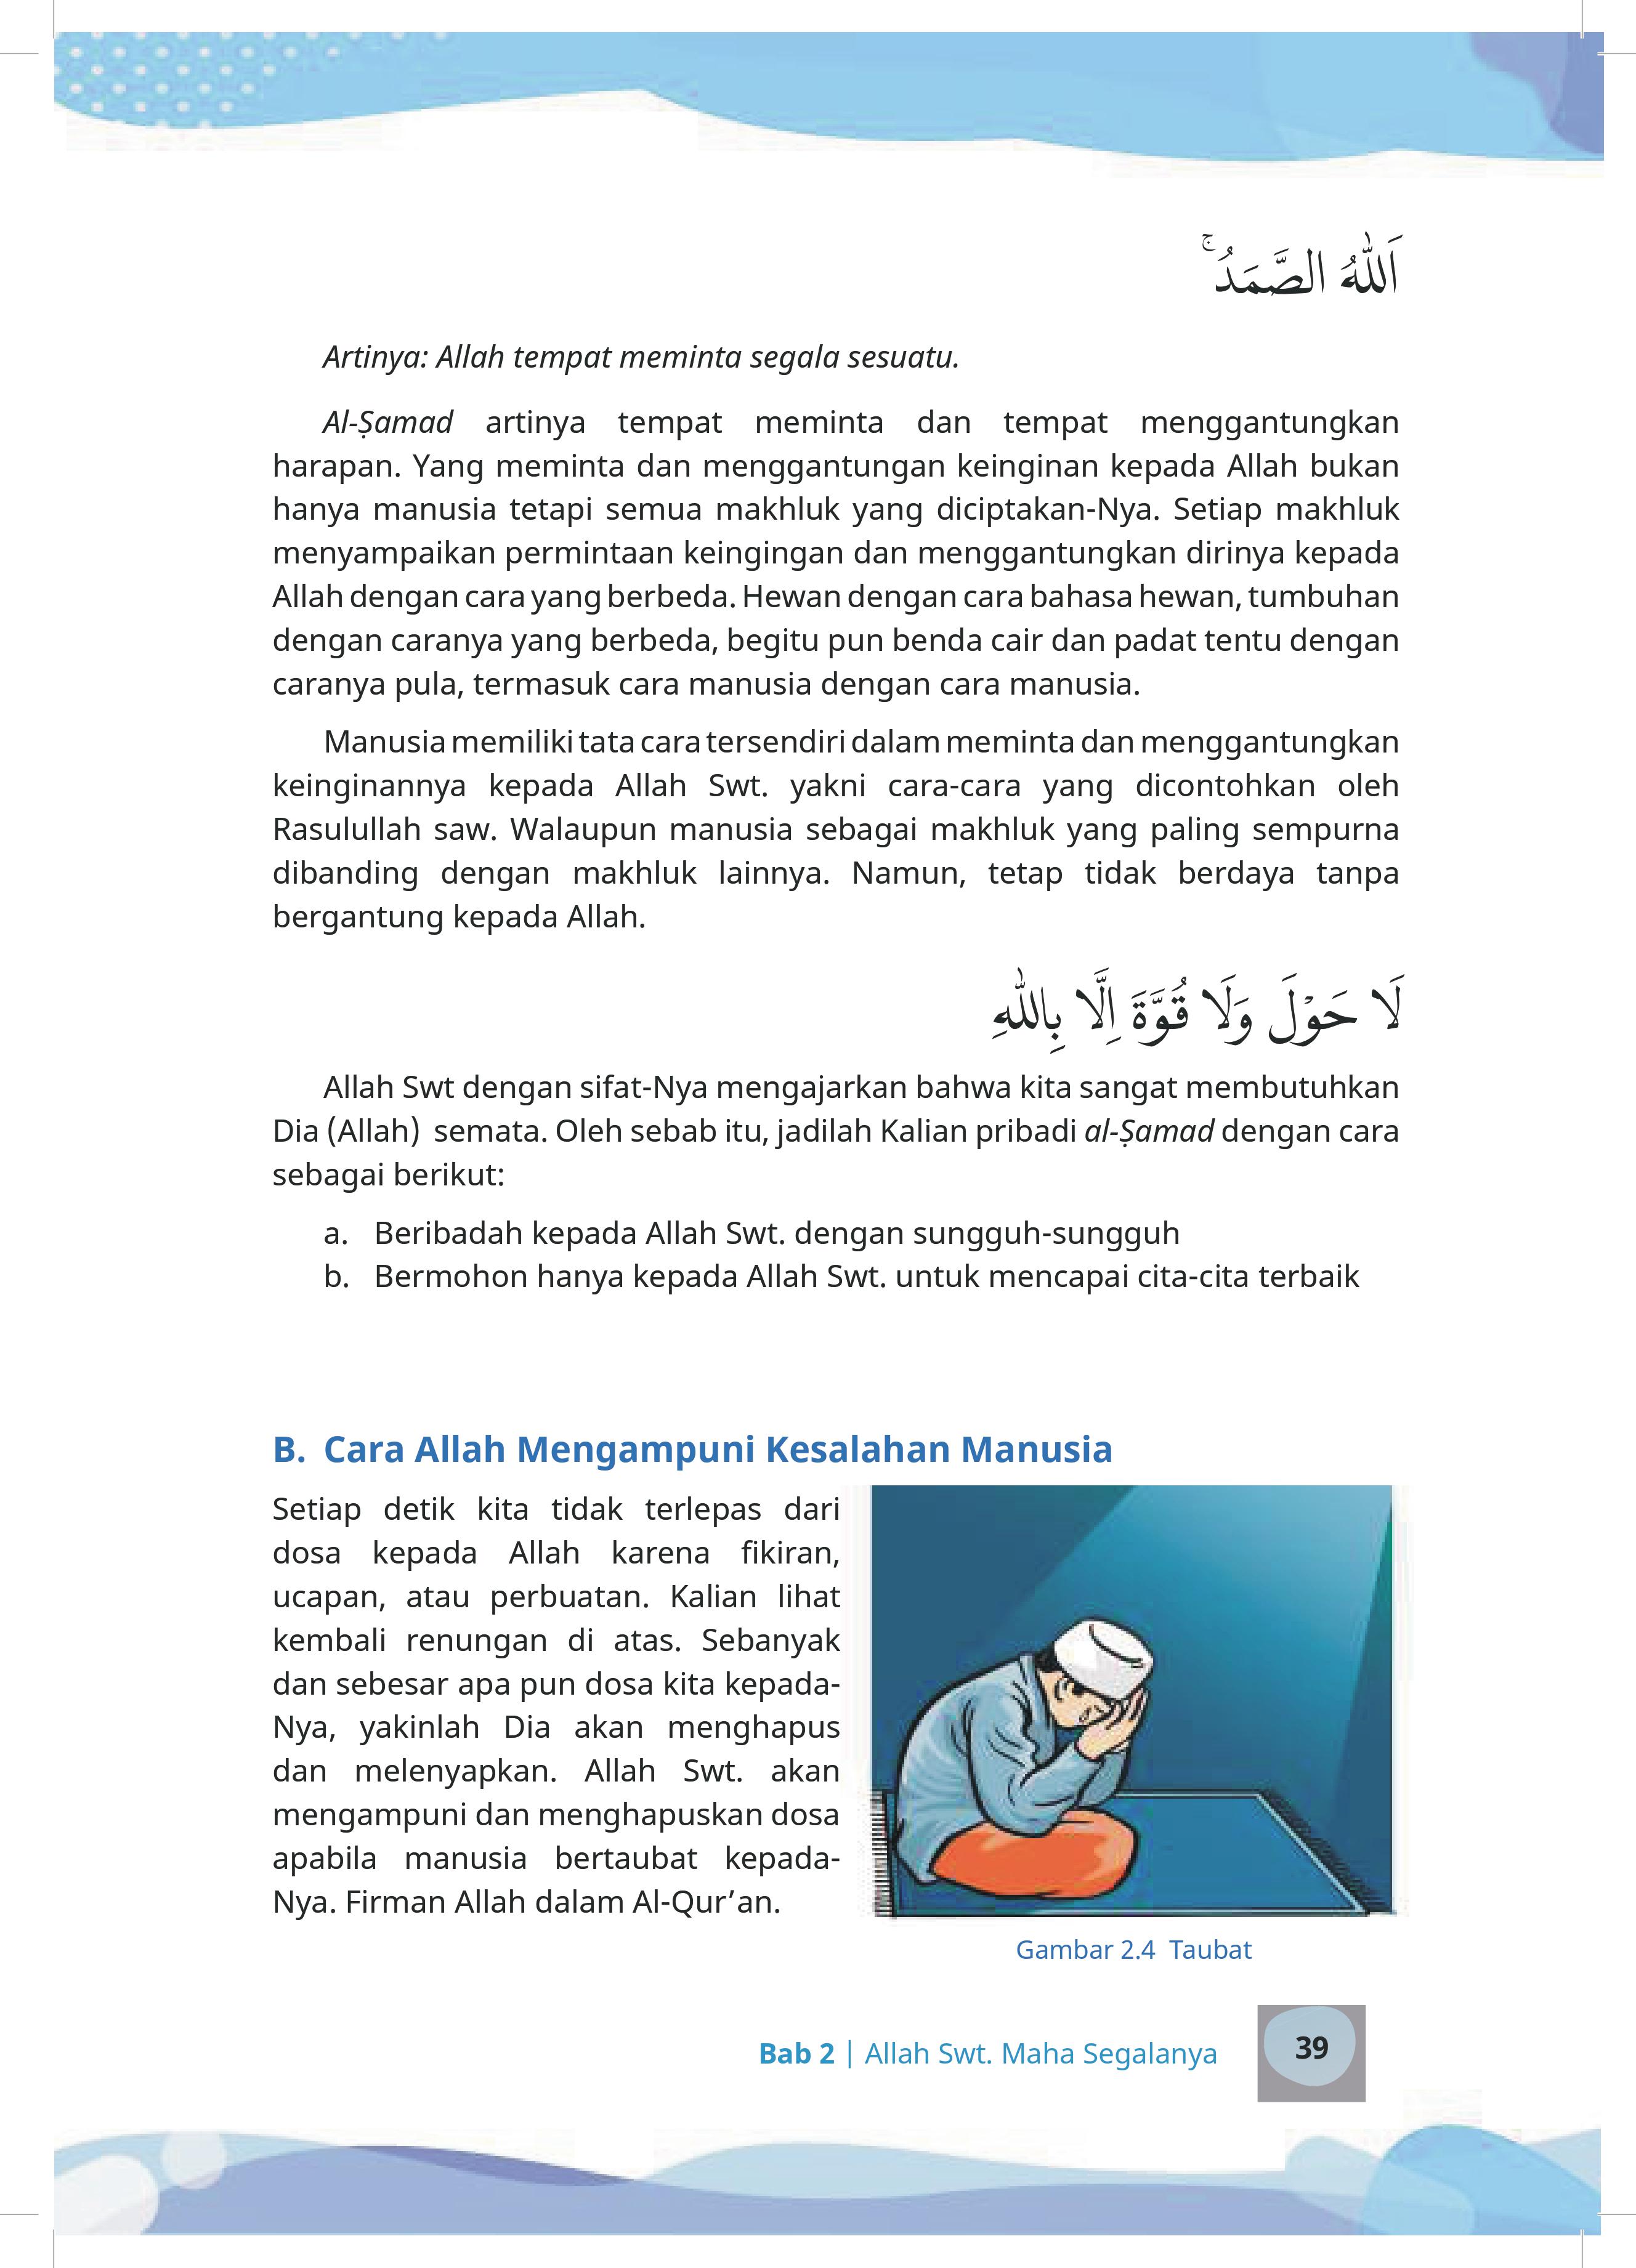 اَللّٰهُ الصَّمَدُ ۚ
Artinya: Allah tempat meminta segala sesuatu.
Al-Ṣamad artinya tempat meminta dan tempat menggantungkan
harapan. Yang meminta dan menggantungan keinginan kepada Allah bukan
hanya manusia tetapi semua makhluk yang diciptakan-Nya. Setiap makhluk
menyampaikan permintaan keingingan dan menggantungkan dirinya kepada
Allah dengan cara yang berbeda. Hewan dengan cara bahasa hewan, tumbuhan
dengan caranya yang berbeda, begitu pun benda cair dan padat tentu dengan
caranya pula, termasuk cara manusia dengan cara manusia.
Manusia memiliki tata cara tersendiri dalam meminta dan menggantungkan
keinginannya kepada Allah Swt. yakni cara-cara yang dicontohkan oleh
Rasulullah saw. Walaupun manusia sebagai makhluk yang paling sempurna
dibanding dengan makhluk lainnya. Namun, tetap tidak berdaya tanpa
bergantung kepada Allah.
لَا حَوْلَ وَلَا قُوَّةَ اِلَّا بِاللّٰهِ
Allah Swt dengan sifat-Nya mengajarkan bahwa kita sangat membutuhkan
Dia (Allah) semata. Oleh sebab itu, jadilah Kalian pribadi al-Ṣamad dengan cara
sebagai berikut:
a. Beribadah kepada Allah Swt. dengan sungguh-sungguh
b. Bermohon hanya kepada Allah Swt. untuk mencapai cita-cita terbaik
B. Cara Allah Mengampuni Kesalahan Manusia
Setiap detik kita tidak terlepas dari
dosa kepada Allah karena fikiran,
ucapan, atau perbuatan. Kalian lihat
kembali renungan di atas. Sebanyak
dan sebesar apa pun dosa kita kepada-
Nya, yakinlah Dia akan menghapus
dan melenyapkan. Allah Swt. akan
mengampuni dan menghapuskan dosa
apabila manusia bertaubat kepada-
Nya. Firman Allah dalam Al-Qur’an.
Gambar 2.4 Taubat
Bab 2 | Allah Swt. Maha Segalanya
39